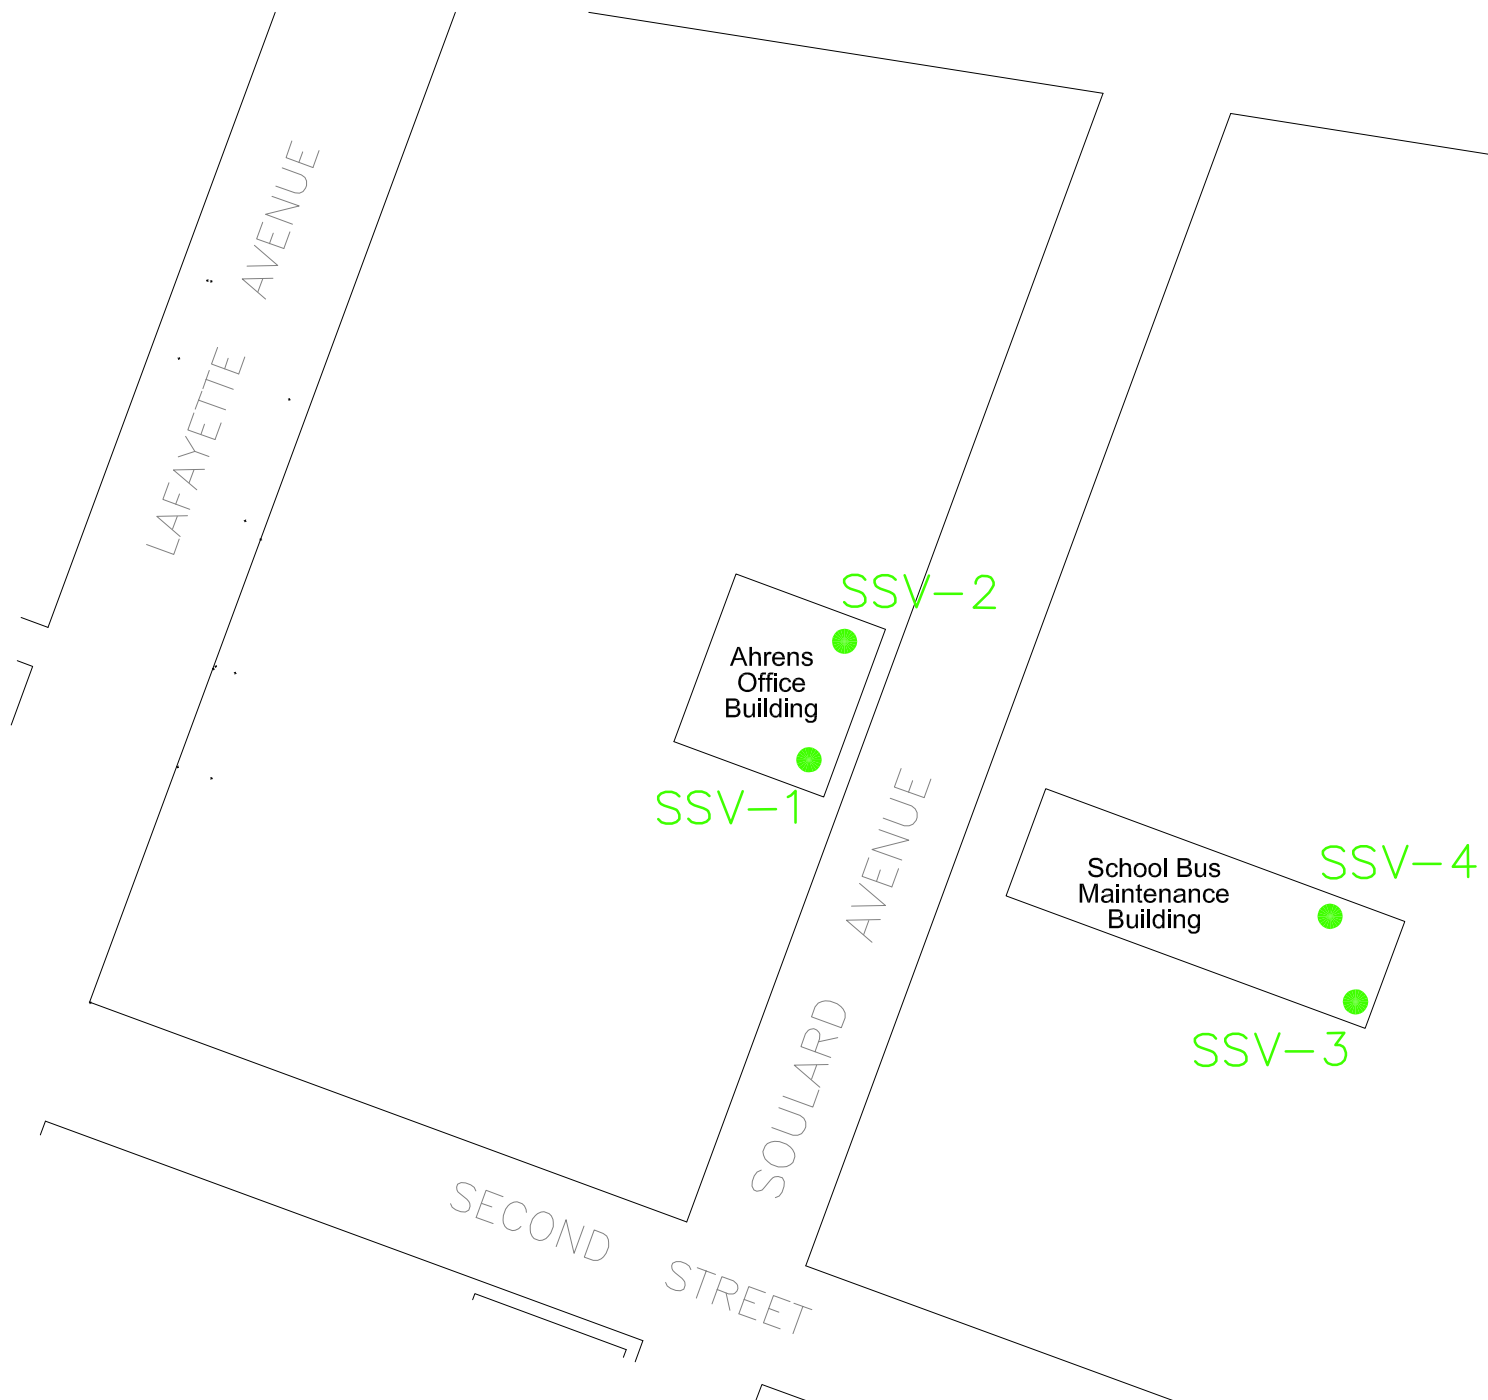 LAFAYETTE AVENUE
SSV-2
Ahrens
Office
Building
SSV-1
SOULARD AVENUE
School Bus
Maintenance
Building
SSV-4
SSV-3
SECOND STREET